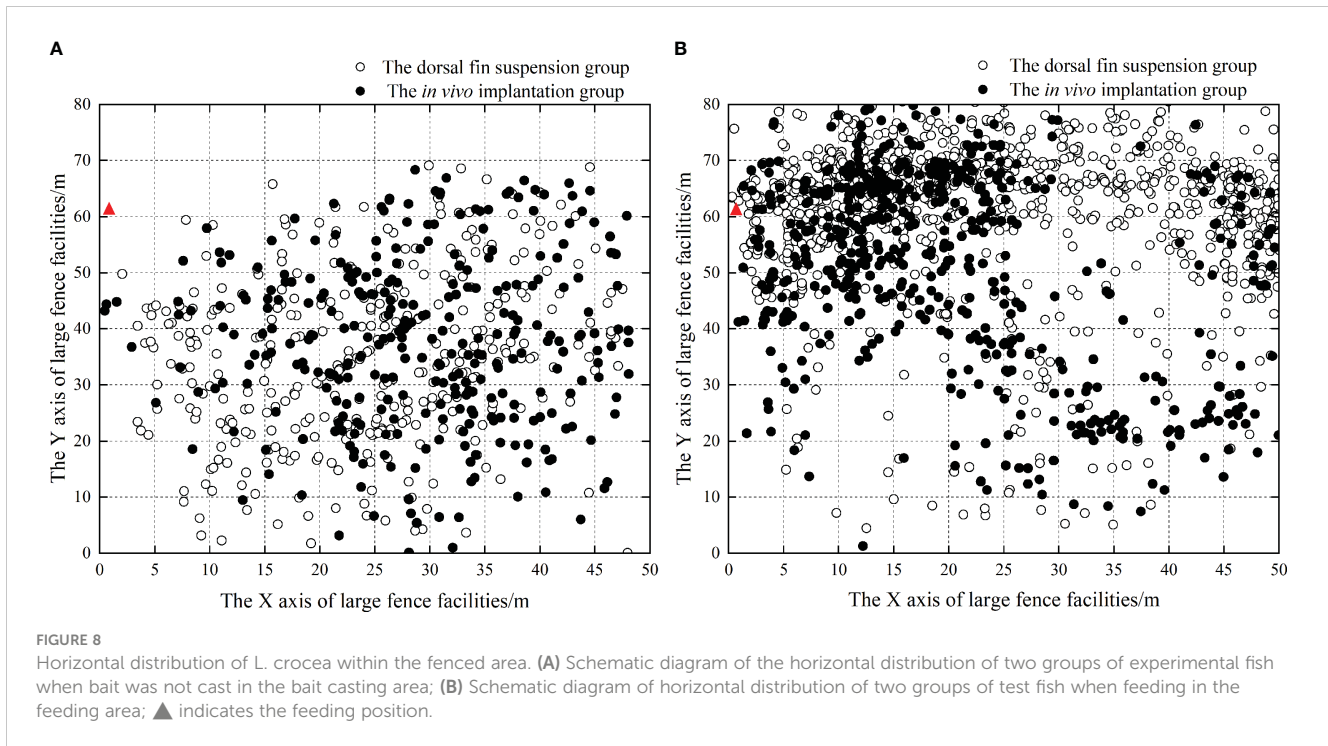 A
The dorsal fin suspension group
The in vivo implantation group
80
70
60
50
40
30
20
10
0
The Y axis of large fence facilities/m
0 5 10 15 20 25 30 35 40 45 50
The X axis of large fence facilities/m
B
The dorsal fin suspension group
The in vivo implantation group
80
70
60
50
40
30
20
10
0
The Y axis of large fence facilities/m
0 5 10 15 20 25 30 35 40 45 50
The X axis of large fence facilities/m
FIGURE 8
Horizontal distribution of L. crocea within the fenced area. (A) Schematic diagram of the horizontal distribution of two groups of experimental fish
when bait was not cast in the bait casting area; (B) Schematic diagram of horizontal distribution of two groups of test fish when feeding in the
feeding area; ▲ indicates the feeding position.